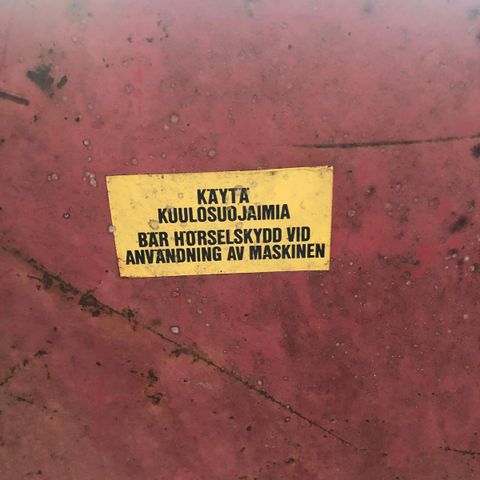 KÄYTÄ
KUULOSUOJAIMIA
BÄR HÖRSELSKYDD VID
ANVÄNDNING AV MASKINEN